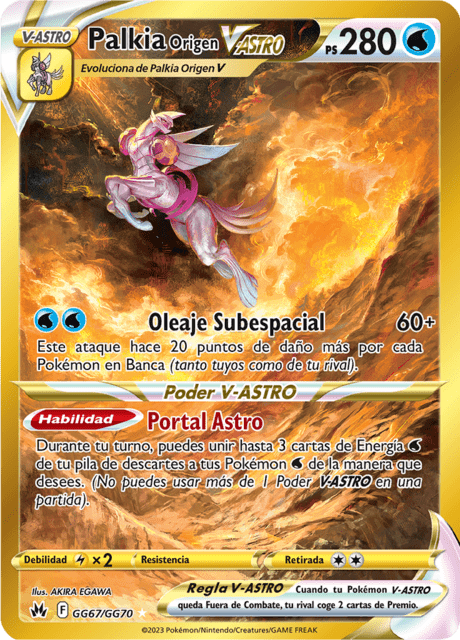 V-ASTRO
Palkia Origen V-ASTRO PS 280
Evoluciona de Palkia Origen V
Oleaje Subespacial 60+
Este ataque hace 20 puntos de daño más por cada
Pokémon en Banca (tanto tuyos como de tu rival).
Poder V-ASTRO
Habilidad Portal Astro
Durante tu turno, puedes unir hasta 3 cartas de Energía
de tu pila de descartes a tus Pokémon de la manera que
desees. (No puedes usar más de 1 Poder V-ASTRO en una
partida).
Debilidad ×2 Resistencia Retirada
Ilus. AKIRA EGAWA
F GG67/GG70
Regla V-ASTRO Cuando tu Pokémon V-ASTRO
queda Fuera de Combate, tu rival coge 2 cartas de Premio.
©2023 Pokémon/Nintendo/Creatures/GAME FREAK